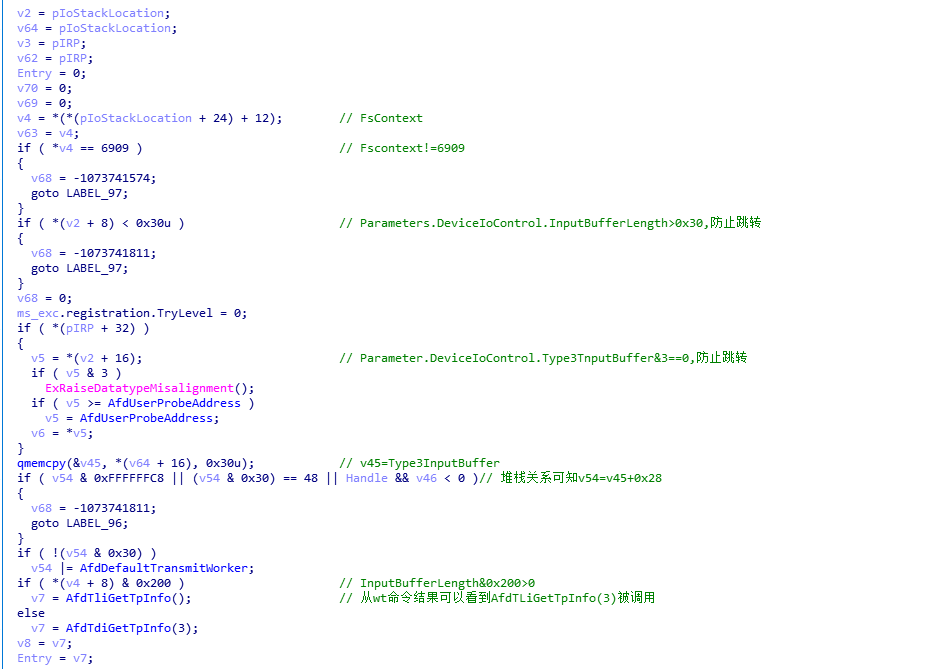 v2 = pIoStackLocation;
v64 = pIoStackLocation;
v3 = pIRP;
v62 = pIRP;
Entry = 0;
v70 = 0;
v69 = 0;
v4 = *(*(pIoStackLocation + 24) + 12); // FsContext
v63 = v4;
if ( *v4 == 6909 ) // Fscontext!=6909
{
v68 = -1073741574;
goto LABEL_97;
}
if ( *(v2 + 8) < 0x30u ) // Parameters.DeviceIoControl.InputBufferLength>0x30,防止跳转
{
v68 = -1073741811;
goto LABEL_97;
}
v68 = 0;
ms_exc.registration.TryLevel = 0;
if ( *(pIRP + 32) )
{
v5 = *(v2 + 16); // Parameter.DeviceIoControl.Type3TnputBuffer&3==0,防止跳转
if ( v5 & 3 )
ExRaiseDatatypeMisalignment();
if ( v5 >= AfdUserProbeAddress )
v5 = AfdUserProbeAddress;
v6 = *v5;
}
qmemcpy(&v45, *(v64 + 16), 0x30u); // v45=Type3InputBuffer
if ( v54 & 0xFFFFFFC8 || (v54 & 0x30) == 48 || Handle && v46 < 0 )// 堆栈关系可知v54=v45+0x28
{
v68 = -1073741811;
goto LABEL_96;
}
if ( !(v54 & 0x30) )
v54 |= AfdDefaultTransmitWorker;
if ( *(v4 + 8) & 0x200 ) // InputBufferLength&0x200>0
v7 = AfdTliGetTpInfo(); // 从wt命令结果可以看到AfdTLiGetTpInfo(3)被调用
else
v7 = AfdTdiGetTpInfo(3);
v8 = v7;
Entry = v7;